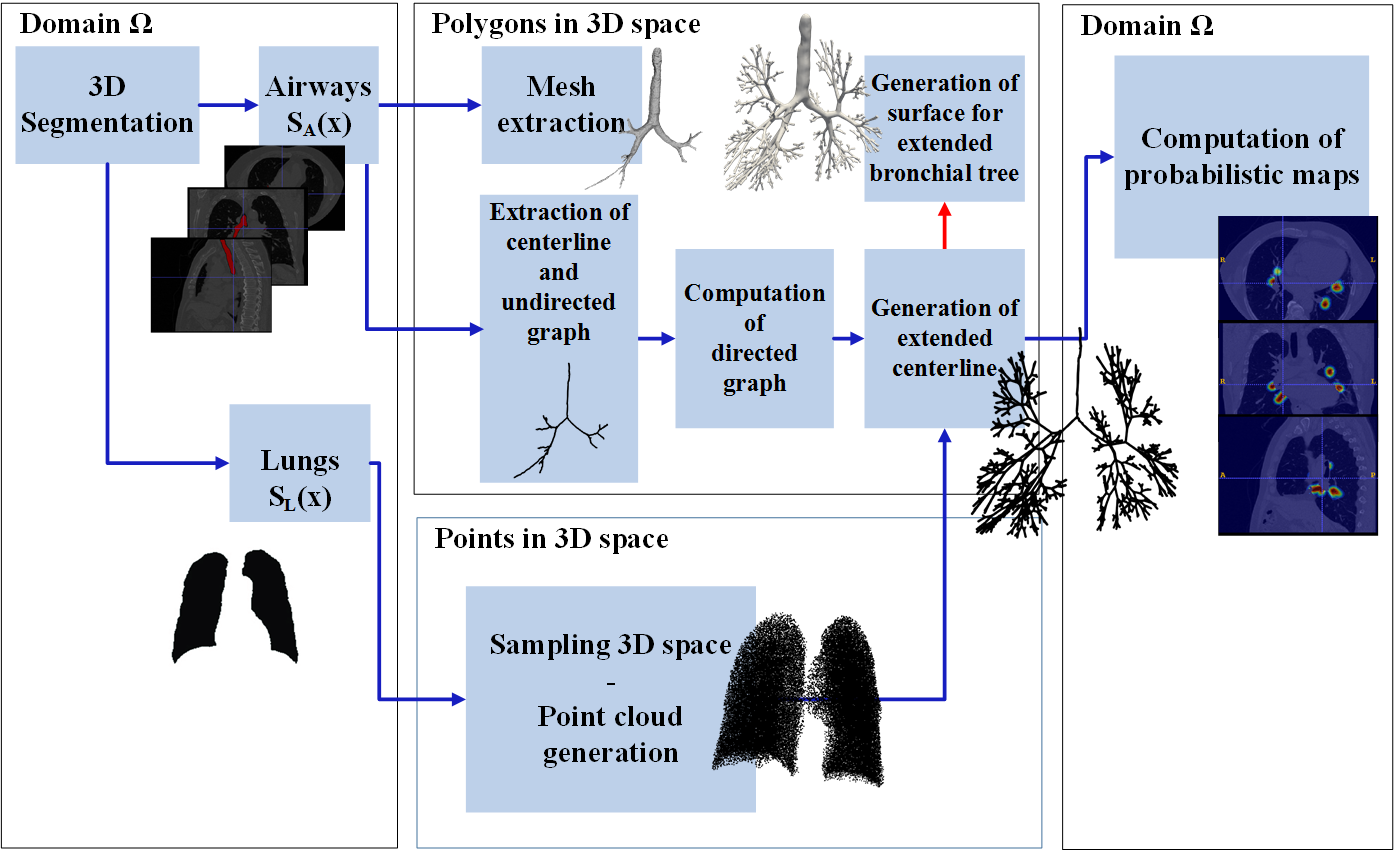 Domain Ω
3D
Segmentation
Airways
S_A(x)
Lungs
S_L(x)
Polygons in 3D space
Mesh
extraction
Generation of
surface for
extended
bronchial tree
Extraction of
centerline
and
undirected
graph
Computation
of
directed
graph
Generation of
extended
centerline
Points in 3D space
Sampling 3D space
-
Point cloud
generation
Domain Ω
Computation of
probabilistic maps
R L
R L
A P